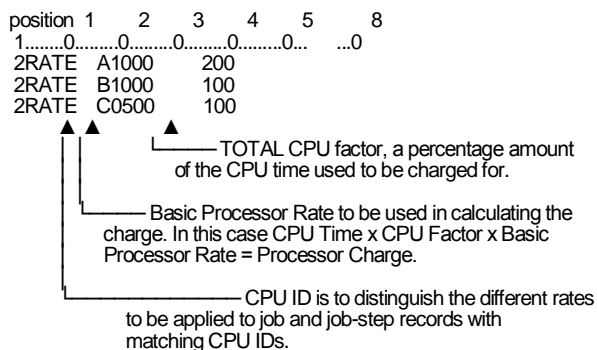 position 1 2 3 4 5 8
1........0.........0.........0.........0.........0... ...0
2RATE A1000 200
2RATE B1000 100
2RATE C0500 100
TOTAL CPU factor, a percentage amount
of the CPU time used to be charged for.
Basic Processor Rate to be used in calculating the
charge. In this case CPU Time x CPU Factor x Basic
Processor Rate = Processor Charge.
CPU ID is to distinguish the different rates
to be applied to job and job-step records with
matching CPU IDs.